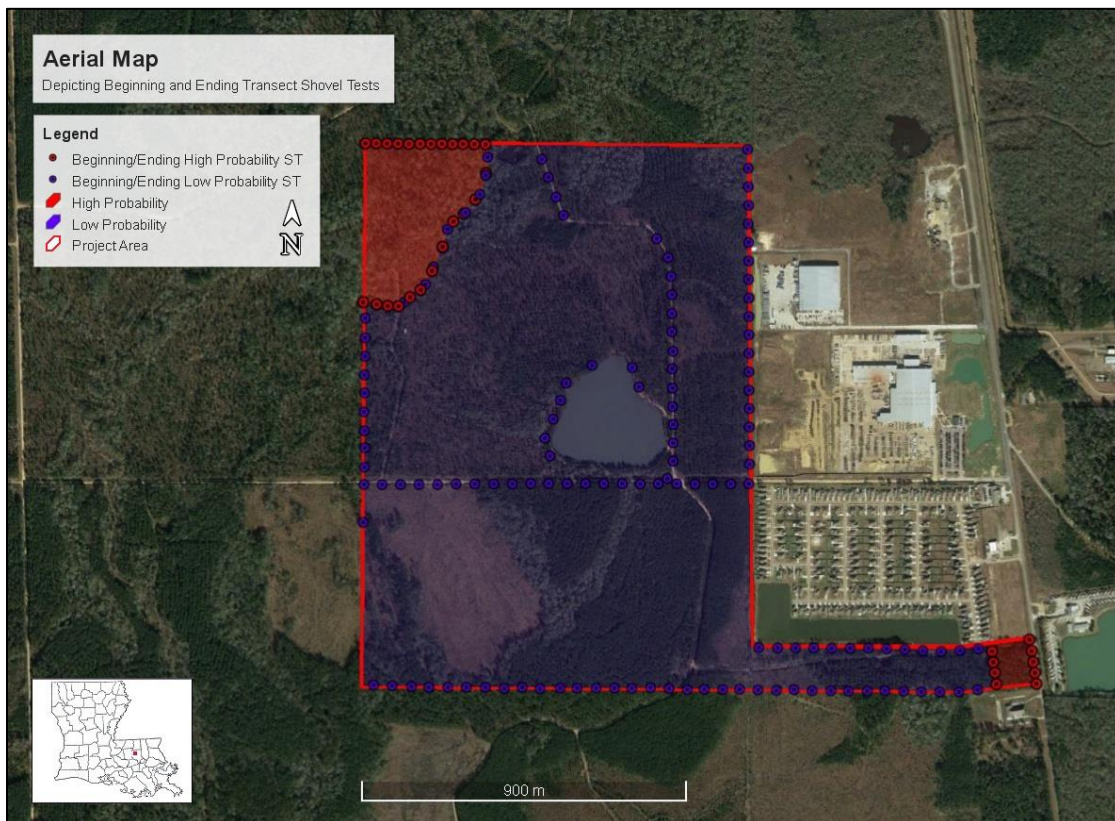 Aerial Map
Depicting Beginning and Ending Transect Shovel Tests
Legend
Beginning/Ending High Probability ST
Beginning/Ending Low Probability ST
High Probability
Low Probability
Project Area
N
900 m